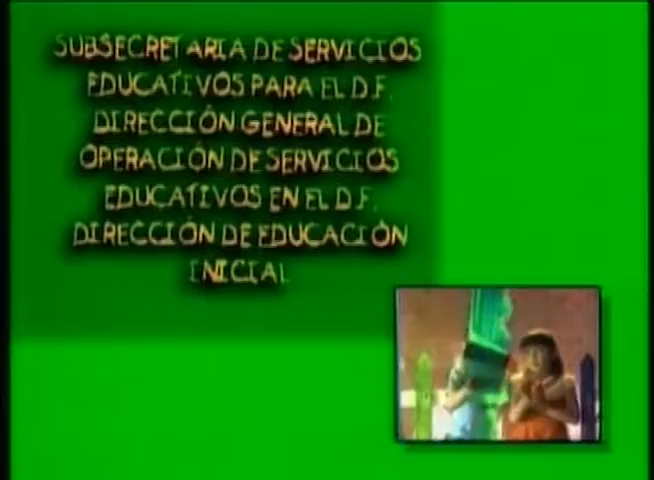 SUBSECRETARIA DE SERVICIOS
EDUCATIVOS PARA EL D.F.
DIRECCIÓN GENERAL DE
OPERACIÓN DE SERVICIOS
EDUCATIVOS EN EL D.F.
DIRECCIÓN DE EDUCACIÓN
INICIAL